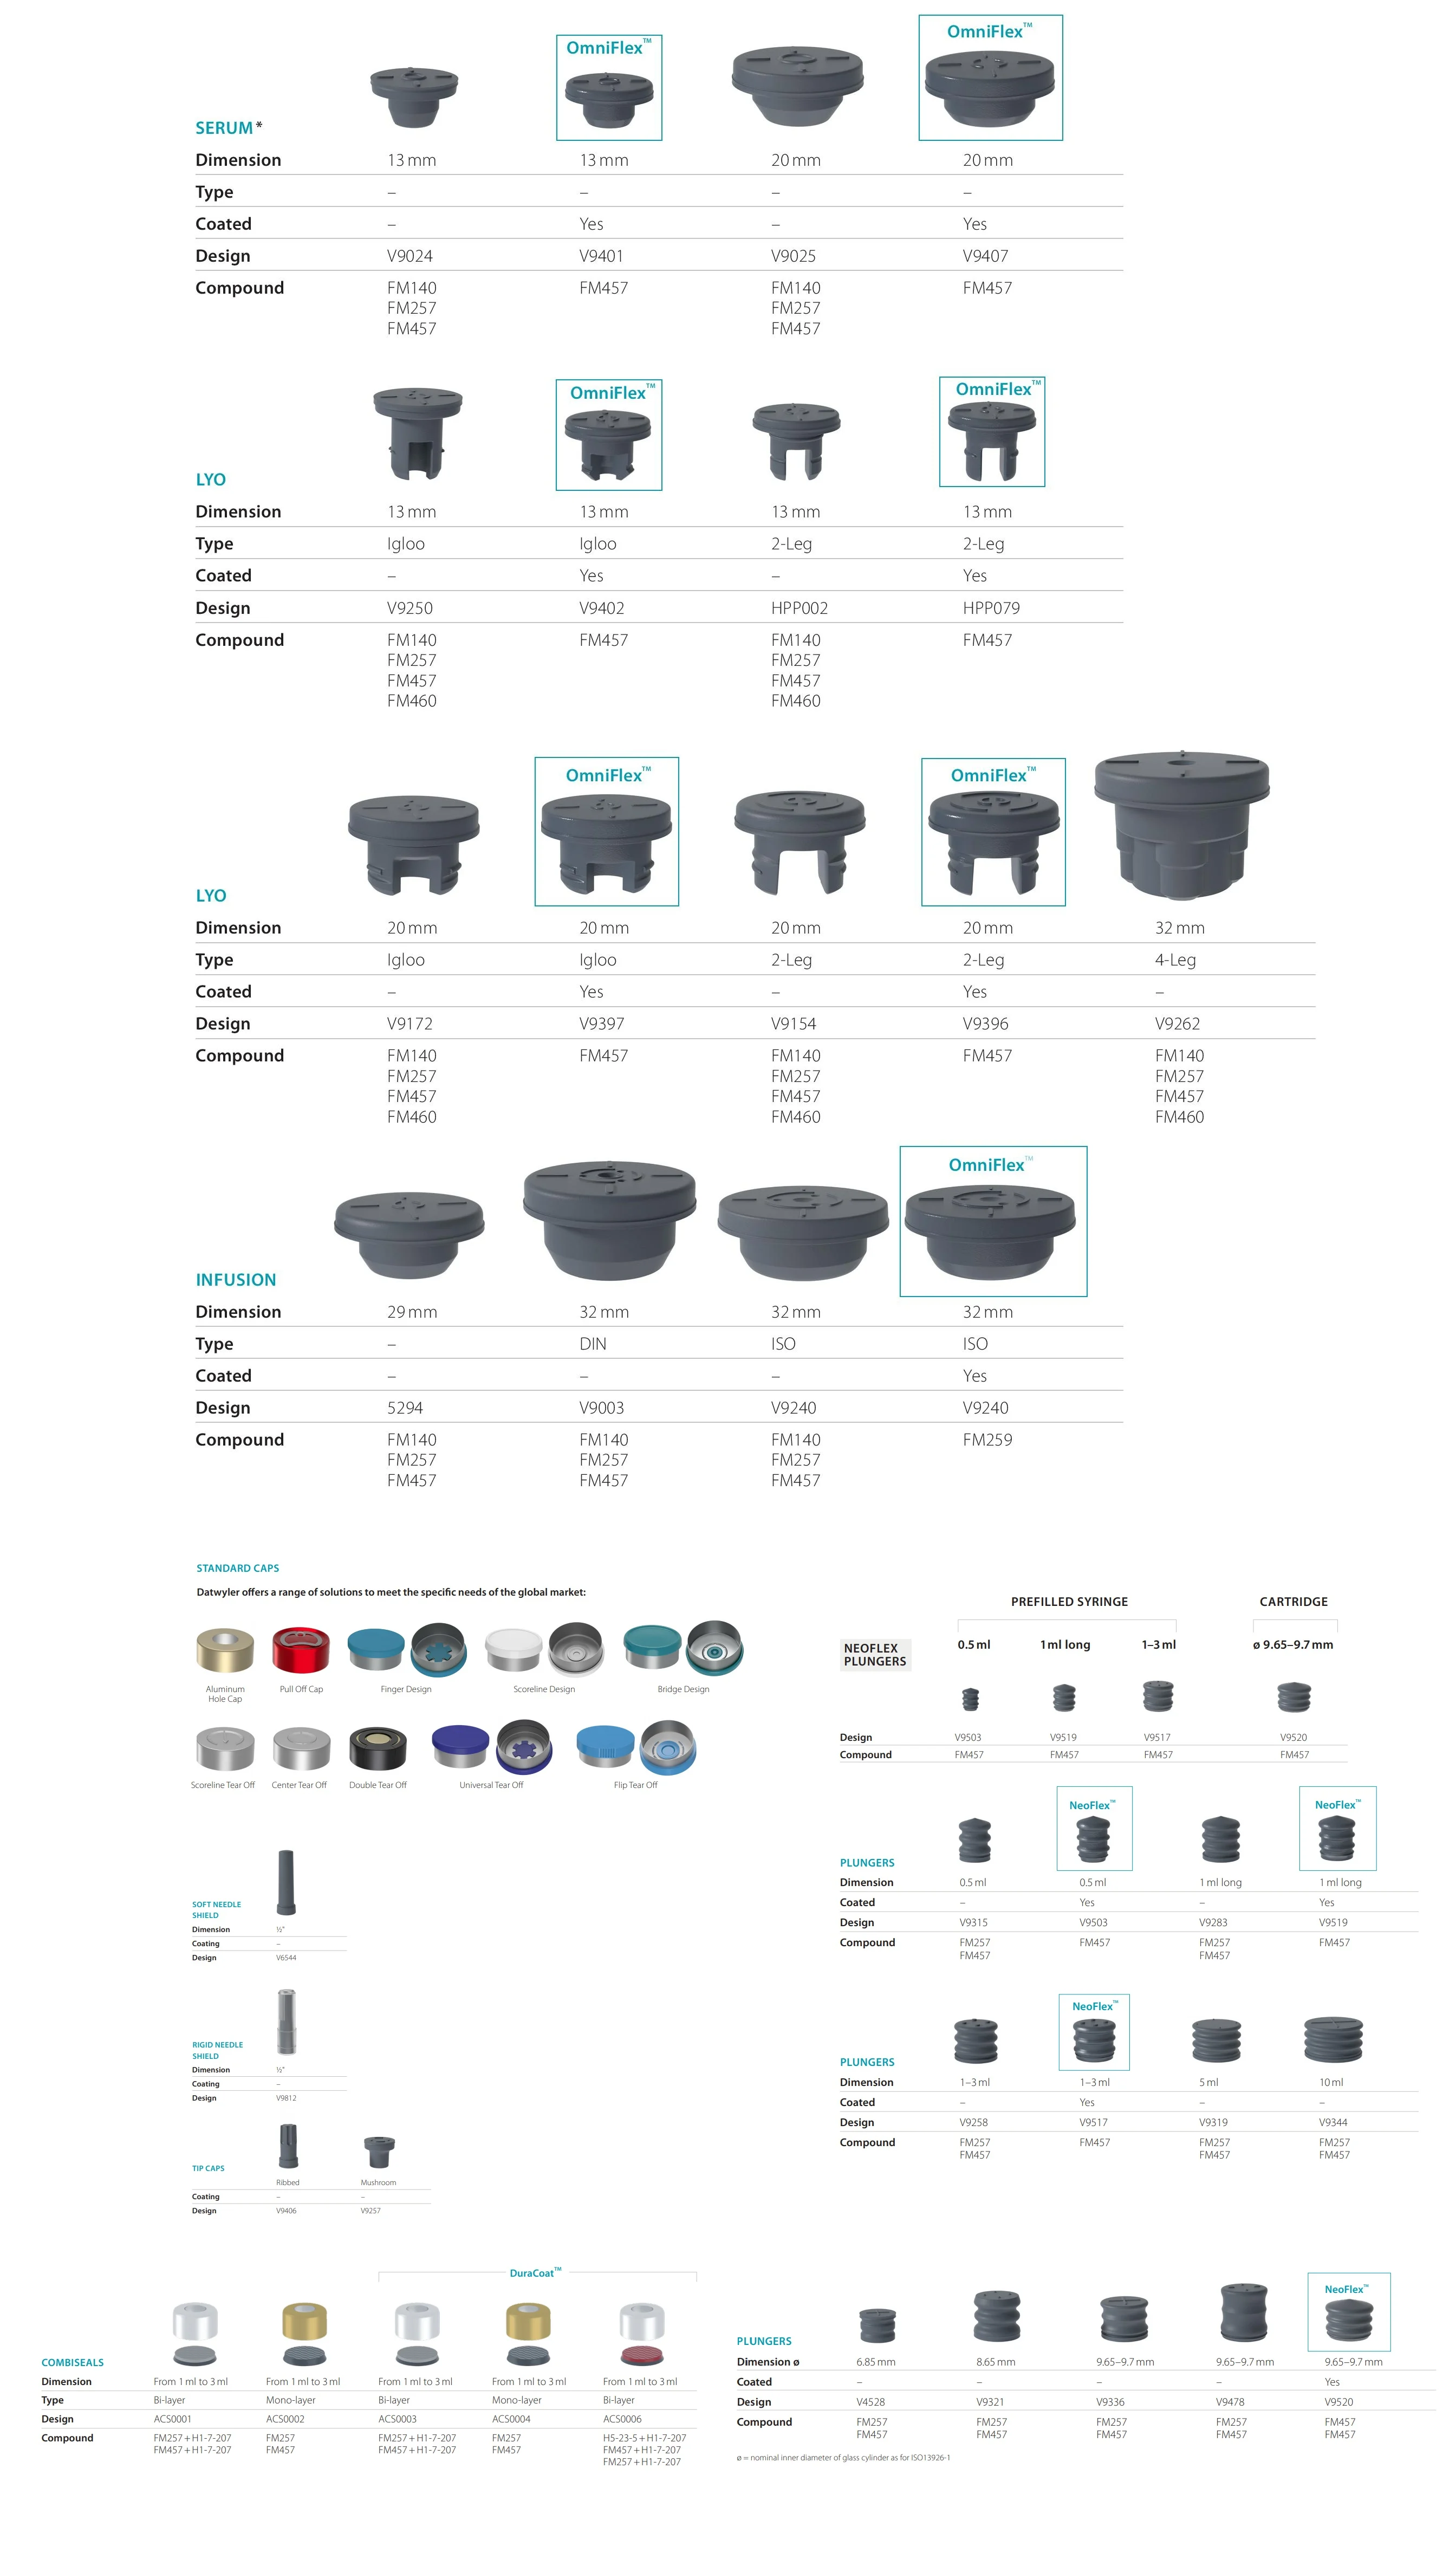 OmniFlex™
OmniFlex™
SERUM*
Dimension 13 mm 13 mm 20 mm 20 mm
Type – – – –
Coated – Yes – Yes
Design V9024 V9401 V9025 V9407
Compound FM140 FM457 FM140 FM457
FM257 FM257
FM457 FM457
OmniFlex™ OmniFlex™
LYO
Dimension 13 mm 13 mm 13 mm 13 mm
Type Igloo Igloo 2-Leg 2-Leg
Coated – Yes – Yes
Design V9250 V9402 HPP002 HPP079
Compound FM140 FM457 FM140 FM457
FM257 FM257
FM457 FM457
FM460 FM460
OmniFlex™ OmniFlex™
LYO
Dimension 20 mm 20 mm 20 mm 20 mm 32 mm
Type Igloo Igloo 2-Leg 2-Leg 4-Leg
Coated – Yes – Yes –
Design V9172 V9397 V9154 V9396 V9262
Compound FM140 FM457 FM140 FM457 FM140
FM257 FM257 FM257
FM457 FM457 FM457
FM460 FM460 FM460
OmniFlex™
INFUSION
Dimension 29 mm 32 mm 32 mm 32 mm
Type – DIN ISO ISO
Coated – – – Yes
Design 5294 V9003 V9240 V9240
Compound FM140 FM140 FM140 FM259
FM257 FM257 FM257
FM457 FM457 FM457
STANDARD CAPS
Datwyler offers a range of solutions to meet the specific needs of the global market:
Aluminum Pull Off Cap Finger Design Scoreline Design Bridge Design
Hole Cap
Scoreline Tear Off Center Tear Off Double Tear Off Universal Tear Off Flip Tear Off
PREFILLED SYRINGE CARTRIDGE
NEOFLEX 0.5 ml 1 ml long 1–3 ml ø 9.65–9.7 mm
PLUNGERS
Design V9503 V9519 V9517 V9520
Compound FM457 FM457 FM457 FM457
NeoFlex™ NeoFlex™
PLUNGERS
Dimension 0.5 ml 0.5 ml 1 ml long 1 ml long
Coated – Yes – Yes
Design V9315 V9503 V9283 V9519
Compound FM257 FM457 FM257 FM457
FM457 FM457
NeoFlex™
PLUNGERS
Dimension 1–3 ml 1–3 ml 5 ml 10 ml
Coated – Yes – –
Design V9258 V9517 V9319 V9344
Compound FM257 FM457 FM257 FM257
FM457 FM457 FM457
SOFT NEEDLE
SHIELD
Dimension ½"
Coating –
Design V6544
RIGID NEEDLE
SHIELD
Dimension ½"
Coating –
Design V9812
TIP CAPS
Ribbed Mushroom
Coating – –
Design V9406 V9257
DuraCoat™
COMBISEALS
Dimension From 1 ml to 3 ml From 1 ml to 3 ml From 1 ml to 3 ml From 1 ml to 3 ml From 1 ml to 3 ml
Type Bi-layer Mono-layer Bi-layer Mono-layer Bi-layer
Design ACS0001 ACS0002 ACS0003 ACS0004 ACS0006
Compound FM257 + H1-7-207 FM257 FM257 + H1-7-207 FM257 H5-23-5 + H1-7-207
FM457 + H1-7-207 FM457 FM457 + H1-7-207 FM457 FM457 + H1-7-207
FM257 + H1-7-207
NeoFlex™
PLUNGERS
Dimension ø 6.85 mm 8.65 mm 9.65–9.7 mm 9.65–9.7 mm 9.65–9.7 mm
Coated – – – – Yes
Design V4528 V9321 V9336 V9478 V9520
Compound FM257 FM257 FM257 FM257 FM457
FM457 FM457 FM457 FM457 FM457
ø = nominal inner diameter of glass cylinder as for ISO13926-1